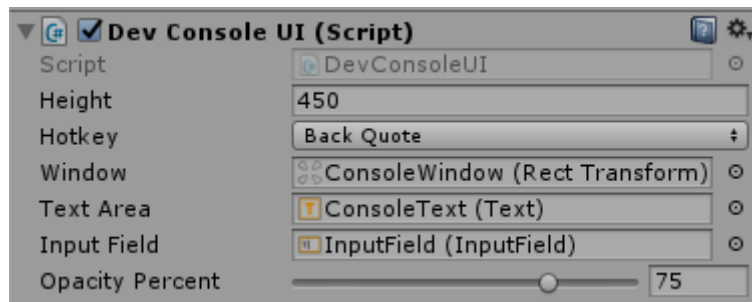 Dev Console UI (Script)
Script DevConsoleUI
Height 450
Hotkey Back Quote
Window ConsoleWindow (Rect Transform)
Text Area ConsoleText (Text)
Input Field InputField (InputField)
Opacity Percent 75